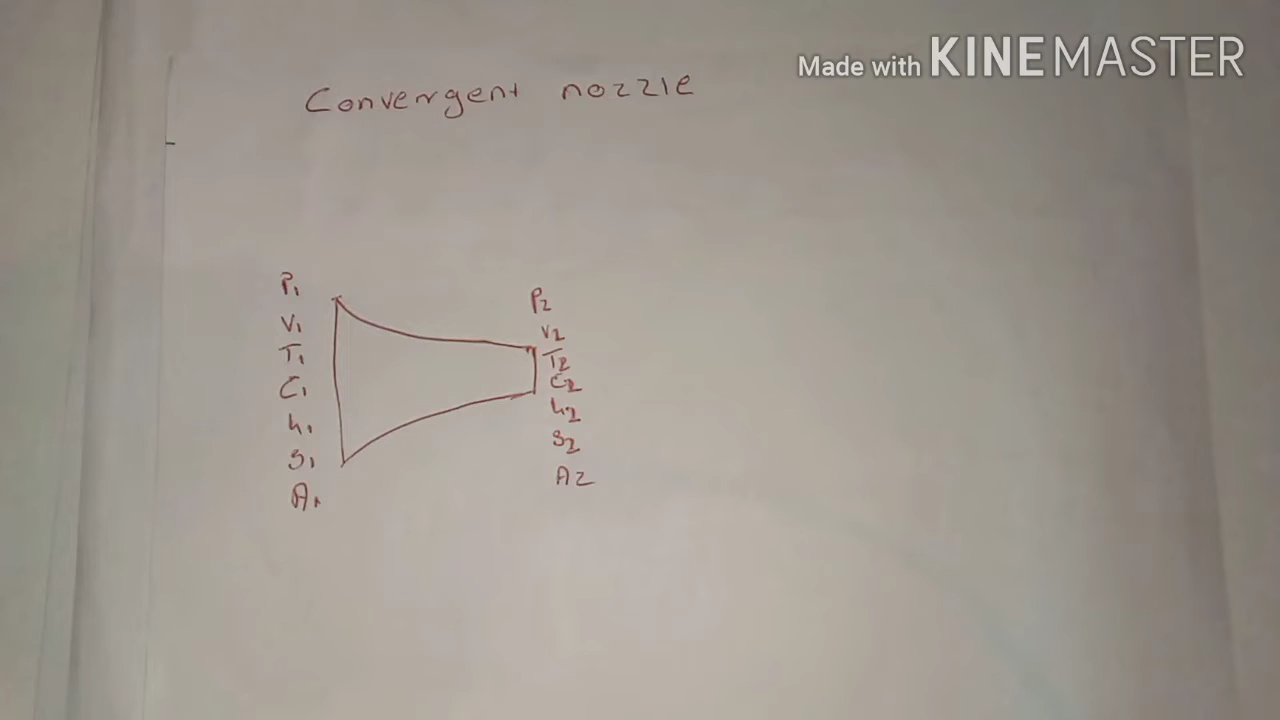 Made with KINEMASTER
Convergent nozzle
P1
V1
T1
C1
h1
S1
A1
P2
V2
T2
C2
h2
S2
A2